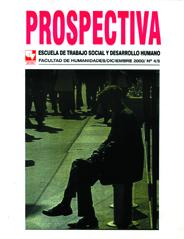 PROSPECTIVA
ESCUELA DE TRABAJO SOCIAL Y DESARROLLO HUMANO
FACULTAD DE HUMANIDADES/DICIEMBRE 2000/ Nº 4/5